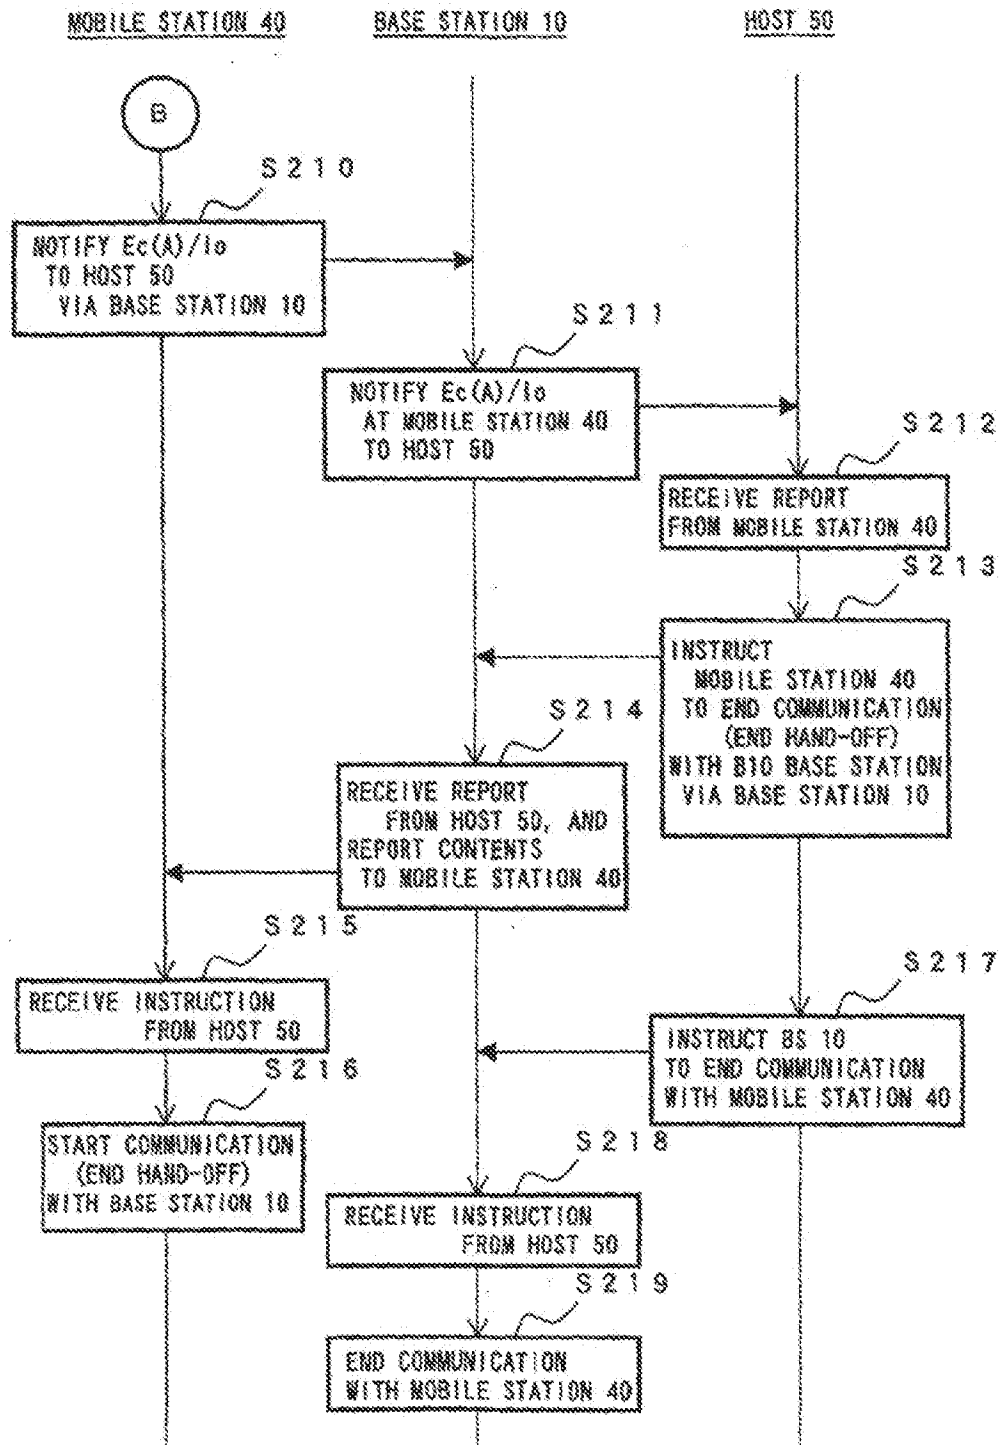 MOBILE STATION 40
BASE STATION 10
HOST 50
B
S210
NOTIFY Ec(A)/Io
TO HOST 50
VIA BASE STATION 10
S211
NOTIFY Ec(A)/Io
AT MOBILE STATION 40
TO HOST 50
S212
RECEIVE REPORT
FROM MOBILE STATION 40
S213
INSTRUCT
MOBILE STATION 40
TO END COMMUNICATION
(END HAND-OFF)
WITH B10 BASE STATION
VIA BASE STATION 10
S214
RECEIVE REPORT
FROM HOST 50, AND
REPORT CONTENTS
TO MOBILE STATION 40
S215
RECEIVE INSTRUCTION
FROM HOST 50
S216
START COMMUNICATION
(END HAND-OFF)
WITH BASE STATION 10
S217
INSTRUCT BS 10
TO END COMMUNICATION
WITH MOBILE STATION 40
S218
RECEIVE INSTRUCTION
FROM HOST 50
S219
END COMMUNICATION
WITH MOBILE STATION 40